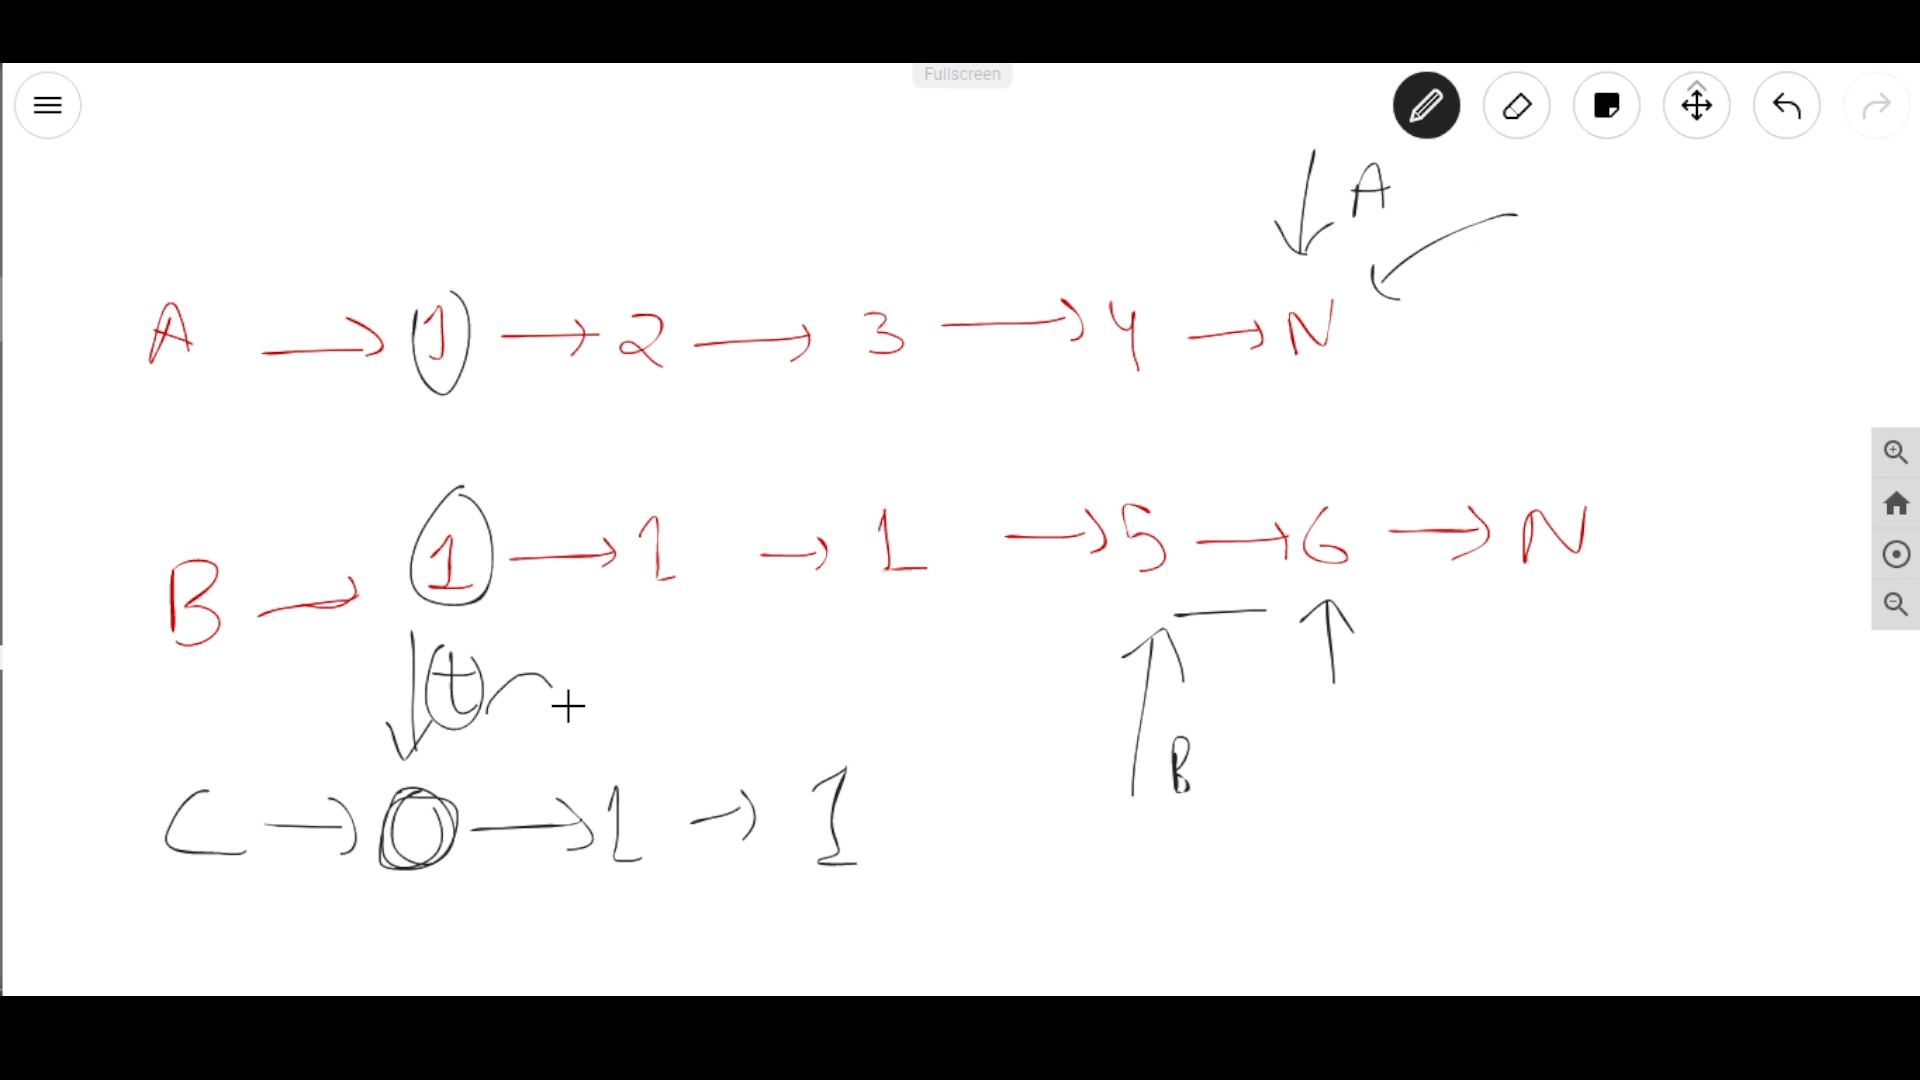 Fullscreen
A
A → 1 → 2 → 3 → 4 → N
B → 1 → 1 → 1 → 5 → 6 → N
t
B
C → 0 → 1 → 1